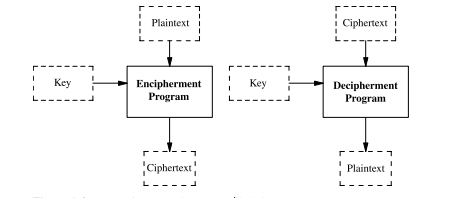 Plaintext
Key
Encipherment
Program
Ciphertext
Ciphertext
Key
Decipherment
Program
Plaintext